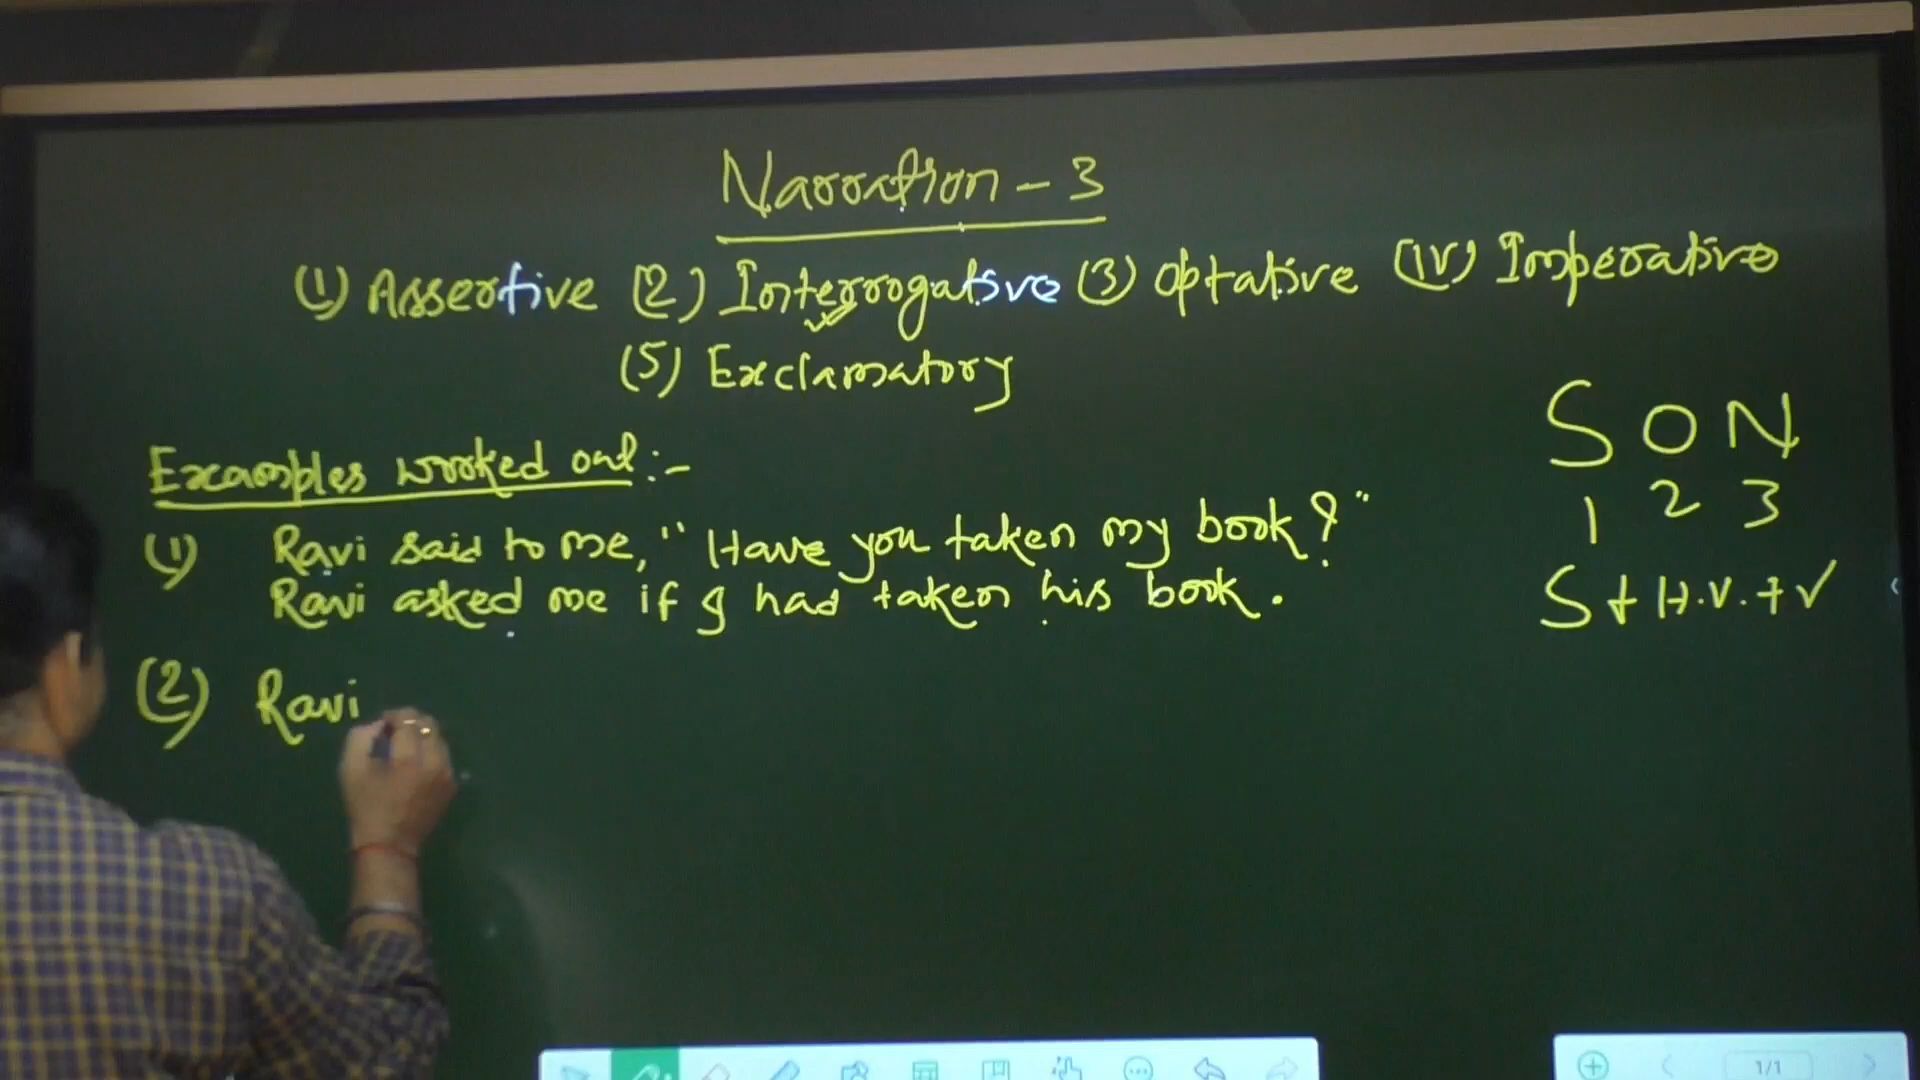 Narration - 3
(1) Assertive (2) Interrogative (3) Optative (IV) Imperative
(5) Exclamatory
Examples worked out :-
(1) Ravi said to me, "Have you taken my book?"
Ravi asked me if I had taken his book.
(2) Ravi
S O N
1 2 3
S + H.V. + V
1/1